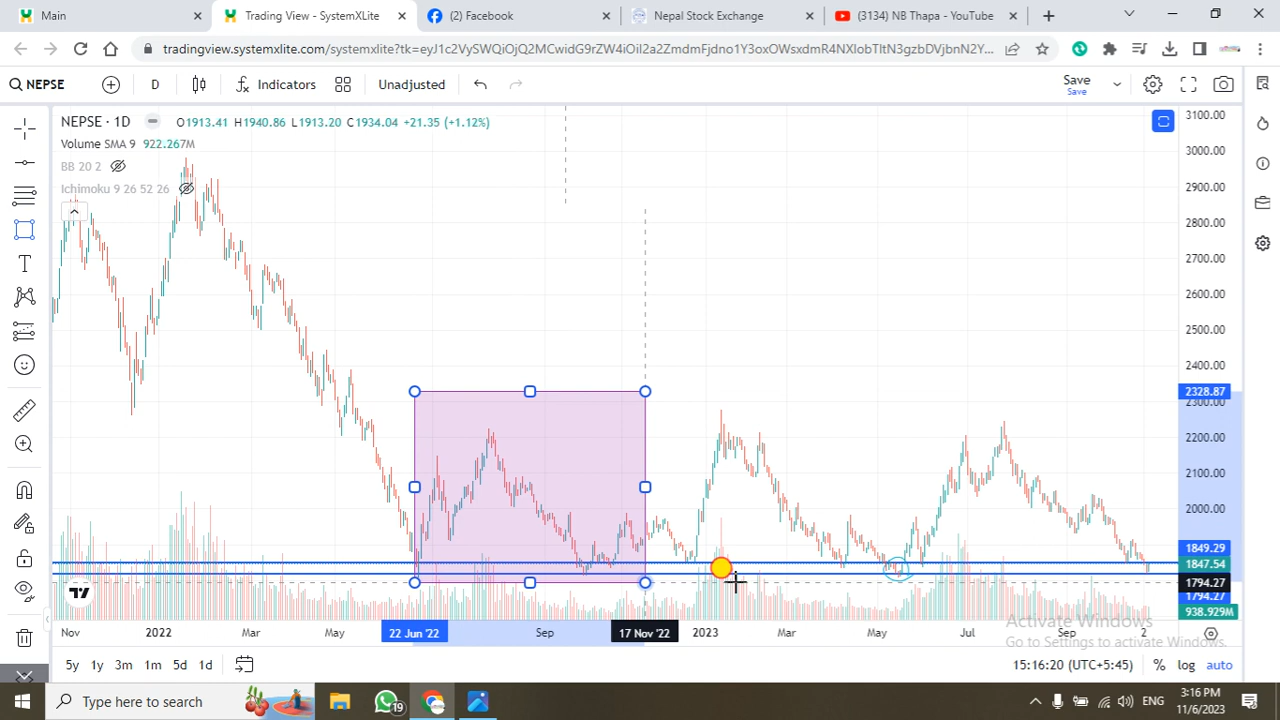 Main
Trading View - SystemXLite
(2) Facebook
Nepal Stock Exchange
(3134) NB Thapa - YouTube
NEPSE
D
Indicators
Unadjusted
Save
Save
NEPSE · 1D
O1913.41 H1940.86 L1913.20 C1934.04 +21.35 (+1.12%)
Volume SMA 9 922.267M
BB 20 2
Ichimoku 9 26 52 26
3100.00
3000.00
2900.00
2800.00
2700.00
2600.00
2500.00
2400.00
2328.87
2300.00
2200.00
2100.00
2000.00
1849.29
1847.54
1794.27
1794.27
938.929M
Nov 2022 Mar May 22 Jun '22 Sep 17 Nov '22 2023 Mar May Jul Sep 2
Activate Windows
Go to Settings to activate Windows.
5y 1y 3m 1m 5d 1d
15:16:20 (UTC+5:45) % log auto
Type here to search
19
ENG
3:16 PM
11/6/2023